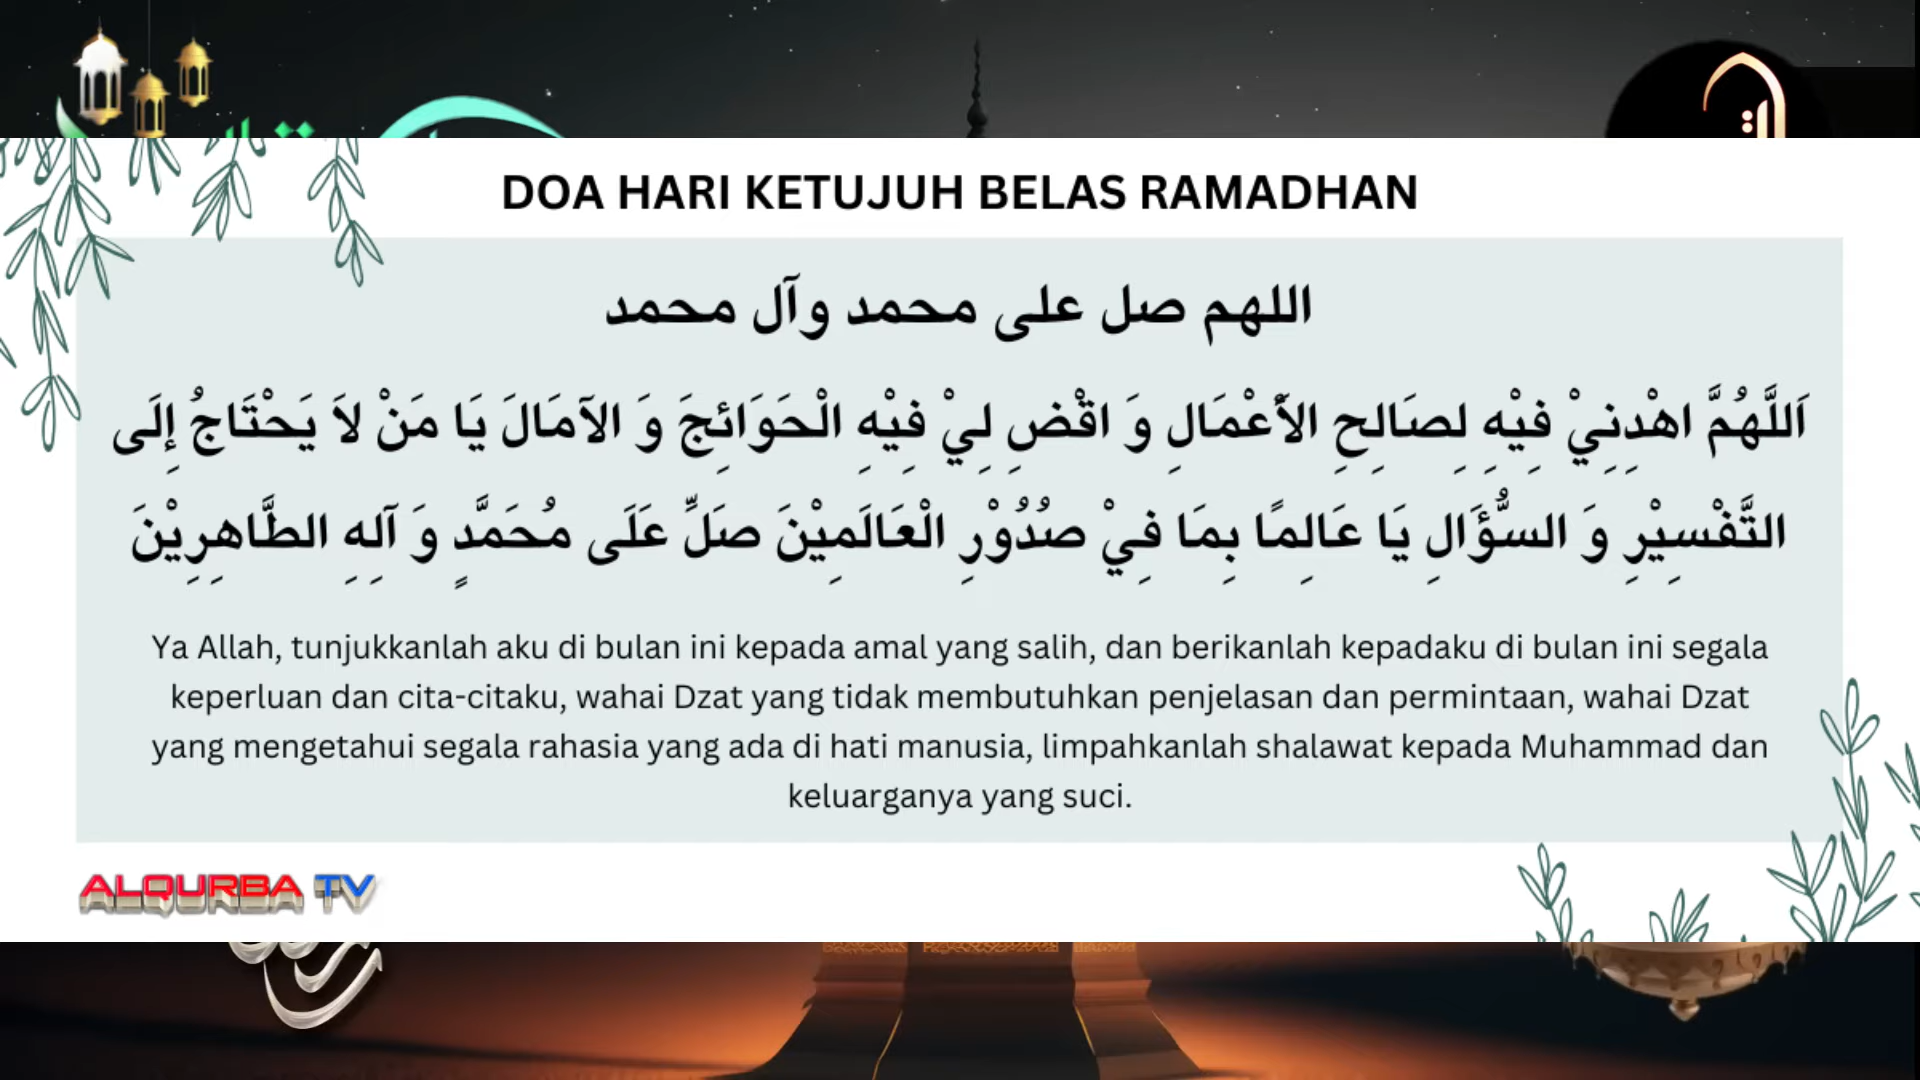 DOA HARI KETUJUH BELAS RAMADHAN
اللهم صل على محمد وآل محمد
اَللَّهُمَّ اهْدِنِيْ فِيْهِ لِصَالِحِ الأَعْمَالِ وَ اقْضِ لِيْ فِيْهِ الْحَوَائِجَ وَ الآمَالَ يَا مَنْ لاَ يَحْتَاجُ إِلَى
التَّفْسِيْرِ وَ السُّؤَالِ يَا عَالِمًا بِمَا فِيْ صُدُوْرِ الْعَالَمِيْنَ صَلِّ عَلَى مُحَمَّدٍ وَ آلِهِ الطَّاهِرِيْنَ
Ya Allah, tunjukkanlah aku di bulan ini kepada amal yang salih, dan berikanlah kepadaku di bulan ini segala
keperluan dan cita-citaku, wahai Dzat yang tidak membutuhkan penjelasan dan permintaan, wahai Dzat
yang mengetahui segala rahasia yang ada di hati manusia, limpahkanlah shalawat kepada Muhammad dan
keluarganya yang suci.
ALQURBA TV